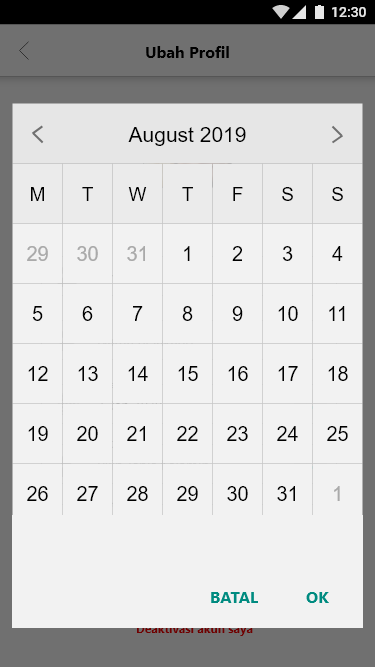 12:30
Ubah Profil
August 2019
M T W T F S S
29 30 31 1 2 3 4
5 6 7 8 9 10 11
12 13 14 15 16 17 18
19 20 21 22 23 24 25
26 27 28 29 30 31 1
BATAL OK
Deaktivasi akun saya